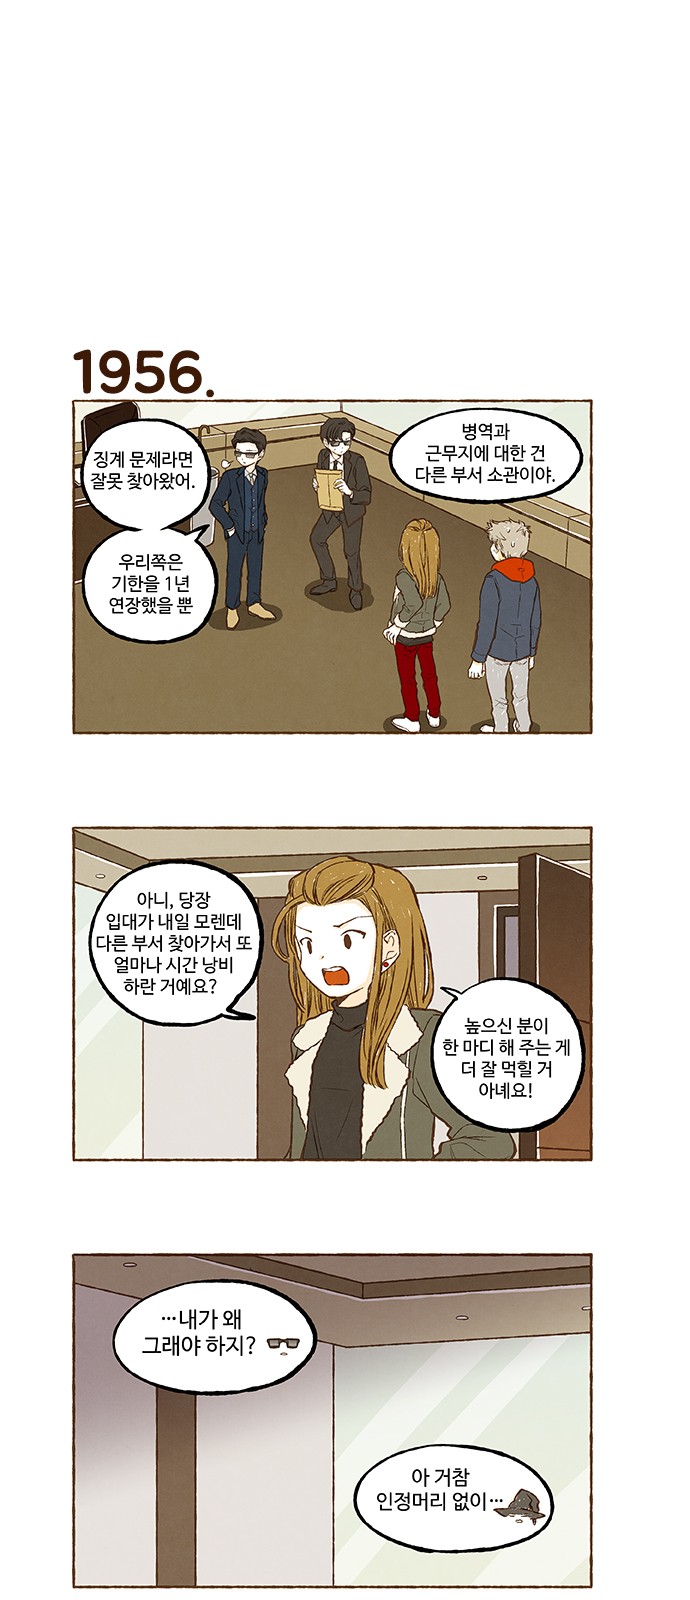 1956.
징계 문제라면
잘못 찾아왔어.
우리쪽은
기한을 1년
연장했을 뿐
병역과
근무지에 대한 건
다른 부서 소관이야.
아니, 당장
입대가 내일 모렌데
다른 부서 찾아가서 또
얼마나 시간 낭비
하란 거예요?
높으신 분이
한 마디 해 주는 게
더 잘 먹힐 거
아녜요!
…내가 왜
그래야 하지?
아 거참
인정머리 없이…